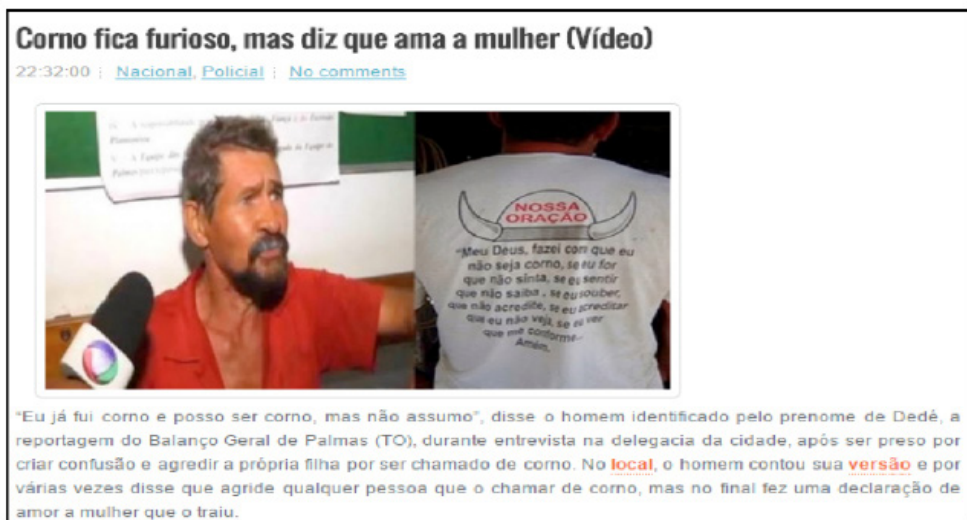 Corno fica furioso, mas diz que ama a mulher (Vídeo)
22:32:00 Nacional, Policial No comments
NOSSA
ORAÇÃO
"Meu Deus, fazei com que eu
não seja corno, se eu for
que não sinta, se eu sentir
que não saiba, se eu souber,
que não acredite, se eu acreditar
que eu não veja, se eu ver
que me conforme...
Amém.
"Eu já fui corno e posso ser corno, mas não assumo", disse o homem identificado pelo prenome de Dedé, a
reportagem do Balanço Geral de Palmas (TO), durante entrevista na delegacia da cidade, após ser preso por
criar confusão e agredir a própria filha por ser chamado de corno. No local, o homem contou sua versão e por
várias vezes disse que agride qualquer pessoa que o chamar de corno, mas no final fez uma declaração de
amor a mulher que o traiu.